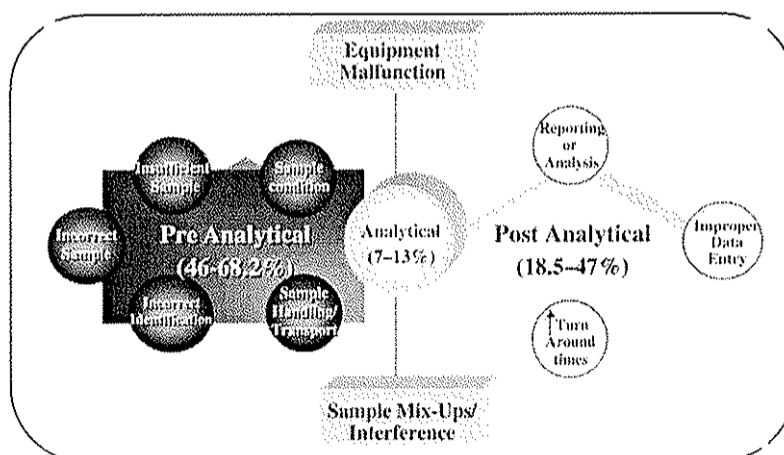 Equipment
Malfunction
Insufficient
Sample
Sample
condition
Incorrect
Sample
Pre Analytical
(46-68.2%)
Incorrect
Identification
Sample
Handling/
Transport
Analytical
(7–13%)
Reporting
or
Analysis
Post Analytical
(18.5–47%)
Improper
Data
Entry
↑Turn
Around
times
Sample Mix-Ups/
Interference